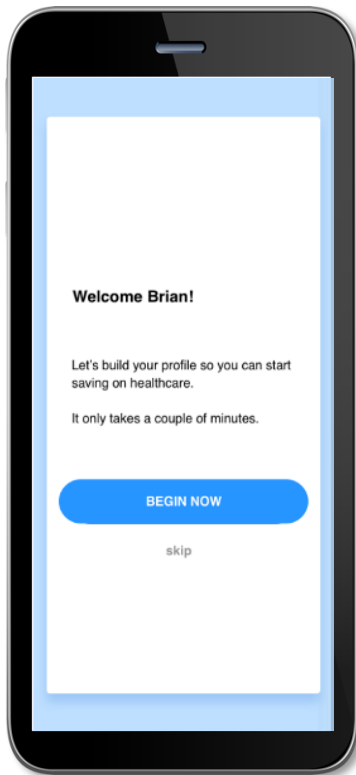 Welcome Brian!
Let's build your profile so you can start
saving on healthcare.
It only takes a couple of minutes.
BEGIN NOW
skip